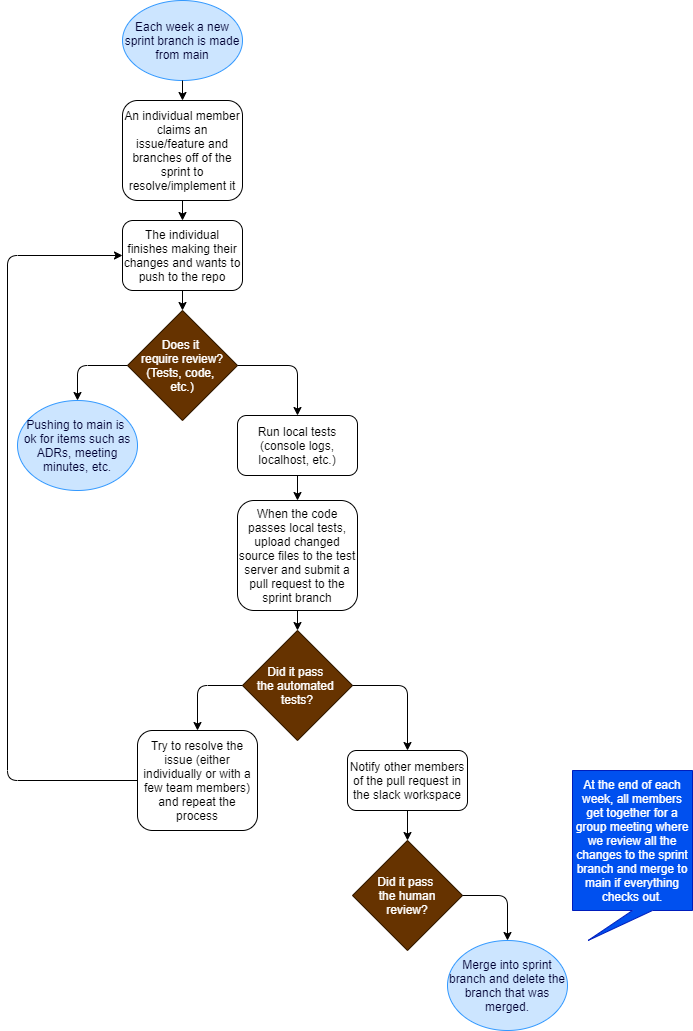 Each week a new
sprint branch is made
from main
An individual member
claims an
issue/feature and
branches off of the
sprint to
resolve/implement it
The individual
finishes making their
changes and wants to
push to the repo
Does it
require review?
(Tests, code,
etc.)
Pushing to main is
ok for items such as
ADRs, meeting
minutes, etc.
Run local tests
(console logs,
localhost, etc.)
When the code
passes local tests,
upload changed
source files to the test
server and submit a
pull request to the
sprint branch
Did it pass
the automated
tests?
Try to resolve the
issue (either
individually or with a
few team members)
and repeat the
process
Notify other members
of the pull request in
the slack workspace
At the end of each
week, all members
get together for a
group meeting where
we review all the
changes to the sprint
branch and merge to
main if everything
checks out.
Did it pass
the human
review?
Merge into sprint
branch and delete the
branch that was
merged.